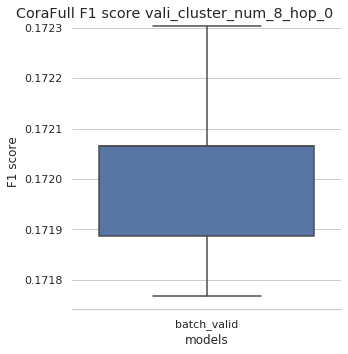 CoraFull F1 score vali_cluster_num_8_hop_0
0.1723
0.1722
0.1721
0.1720
0.1719
0.1718
F1 score
batch_valid
models